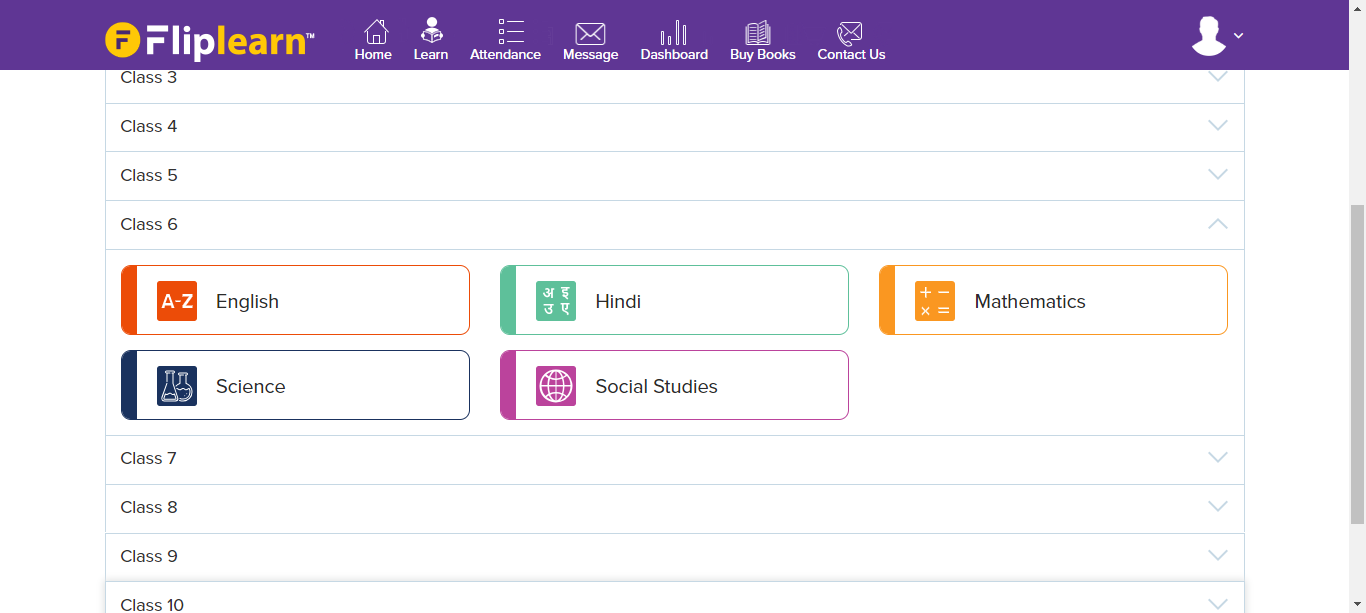 Fliplearn™
Home Learn Attendance Message Dashboard Buy Books Contact Us
Class 3
Class 4
Class 5
Class 6
A-Z English
अ इ
उ ए
Hindi
+ −
× =
Mathematics
Science
Social Studies
Class 7
Class 8
Class 9
Class 10